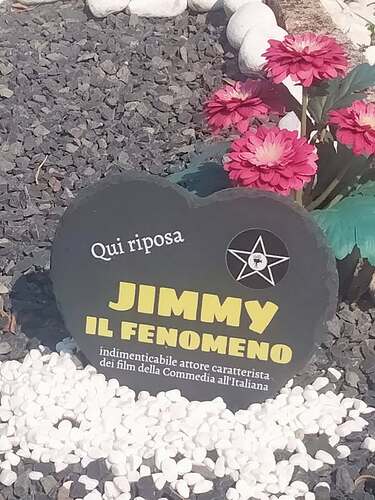 Qui riposa
JIMMY
IL FENOMENO
indimenticabile attore caratterista
dei film della Commedia all'Italiana